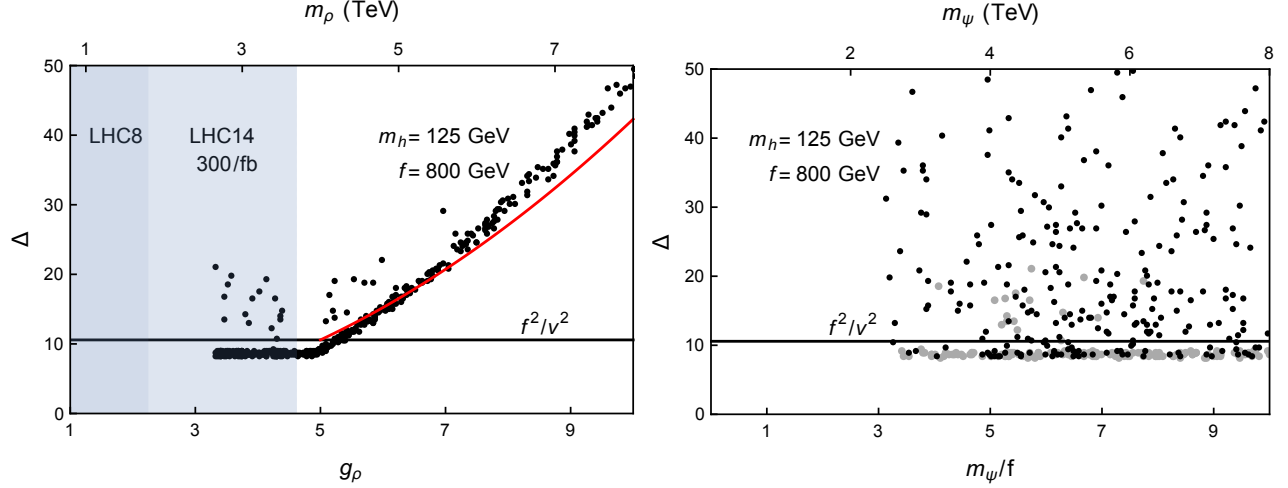 m_ρ (TeV)
1 3 5 7
50
40
30
20
10
0
Δ
LHC8
LHC14
300/fb
m_h = 125 GeV
f = 800 GeV
f²/v²
1 3 5 7 9
g_ρ
m_ψ (TeV)
2 4 6 8
50
40
30
20
10
0
Δ
m_h = 125 GeV
f = 800 GeV
f²/v²
1 3 5 7 9
m_ψ/f